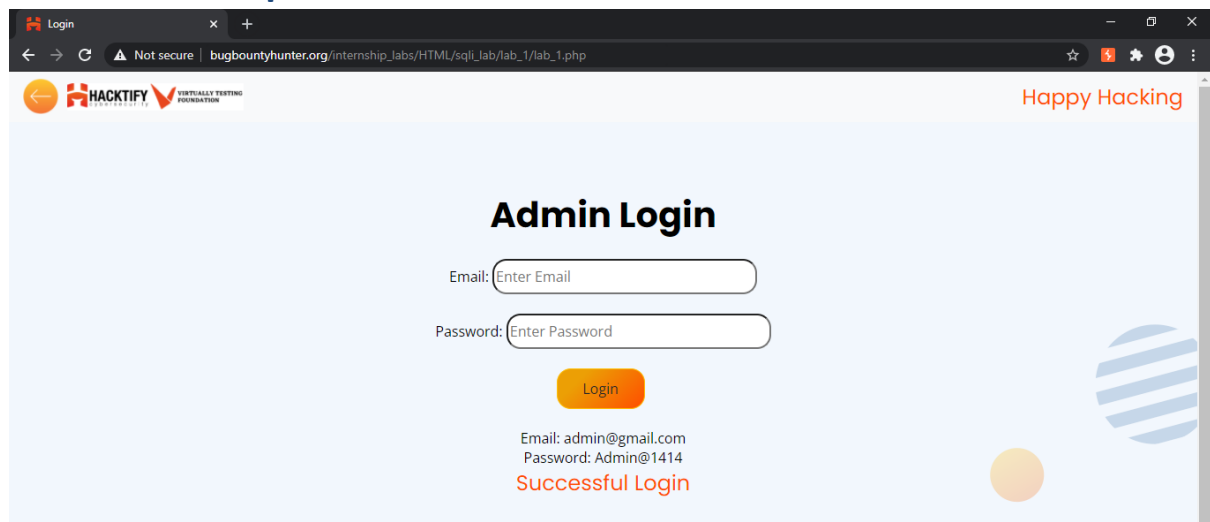 Login
Not secure | bugbountyhunter.org/internship_labs/HTML/sqli_lab/lab_1/lab_1.php
HACKTIFY
cybersecurity
VIRTUALLY TESTING
FOUNDATION
Happy Hacking
Admin Login
Email: Enter Email
Password: Enter Password
Login
Email: admin@gmail.com
Password: Admin@1414
Successful Login